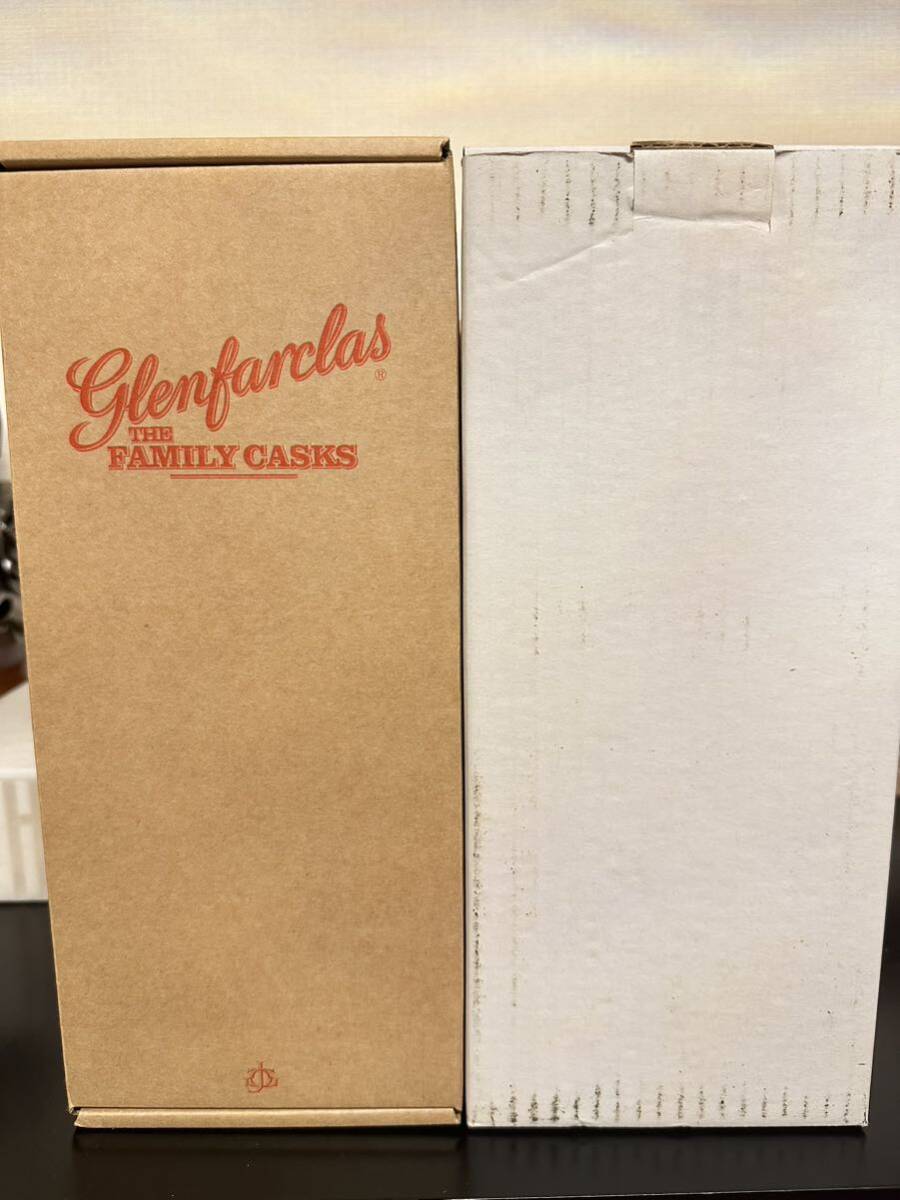 Glenfarclas
®
THE
FAMILY CASKS